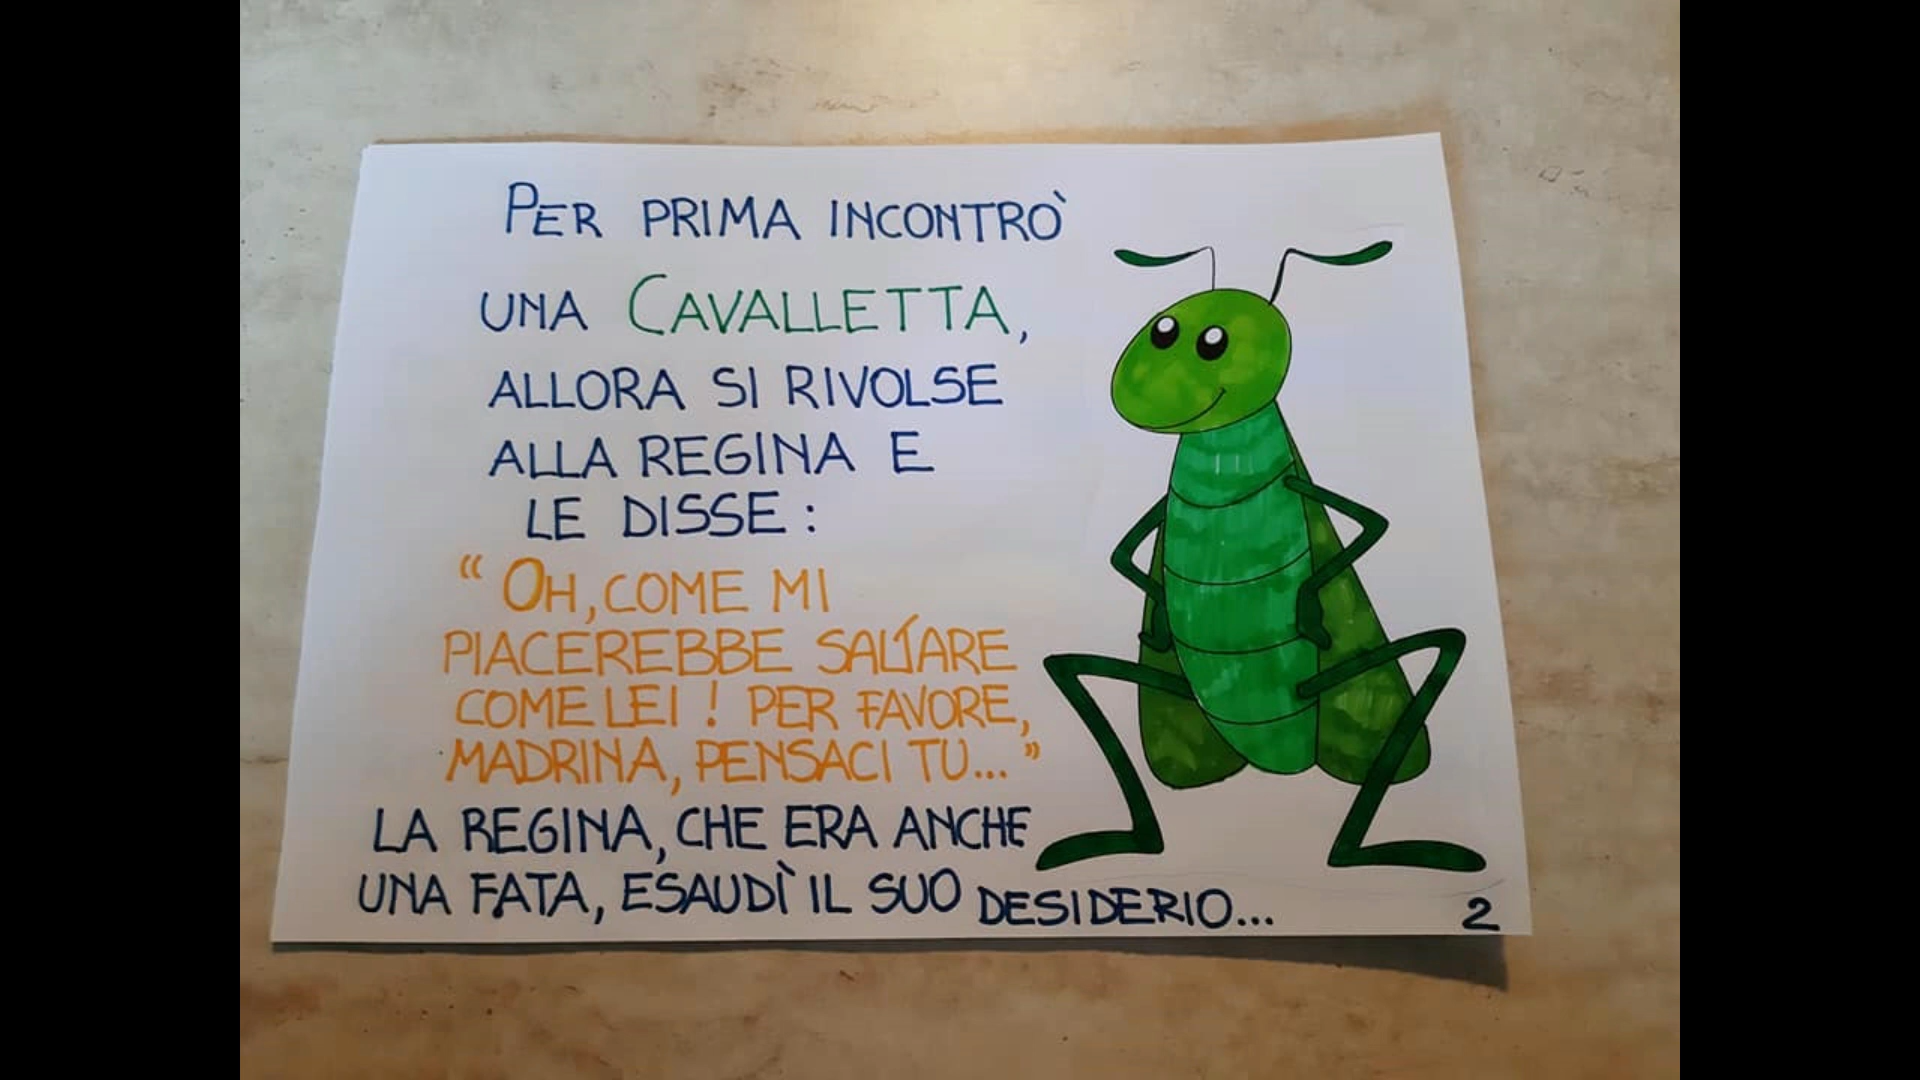 PER PRIMA INCONTRÒ
UNA CAVALLETTA,
ALLORA SI RIVOLSE
ALLA REGINA E
LE DISSE:
“OH, COME MI
PIACEREBBE SALTARE
COME LEI! PER FAVORE,
MADRINA, PENSACI TU...”
LA REGINA, CHE ERA ANCHE
UNA FATA, ESAUDÌ IL SUO DESIDERIO...
2